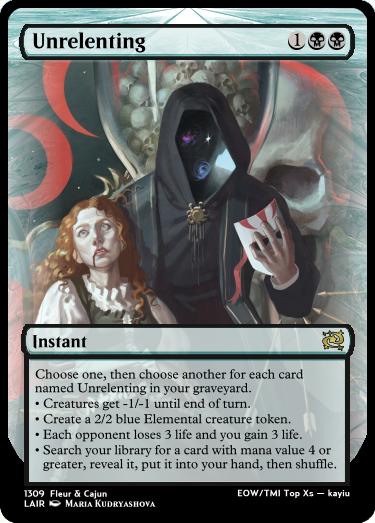 Unrelenting 1
Instant
Choose one, then choose another for each card
named Unrelenting in your graveyard.
• Creatures get -1/-1 until end of turn.
• Create a 2/2 blue Elemental creature token.
• Each opponent loses 3 life and you gain 3 life.
• Search your library for a card with mana value 4 or
greater, reveal it, put it into your hand, then shuffle.
1309 Fleur & Cajun EOW/TMI Top Xs — kayiu
LAIR Maria Kudryashova